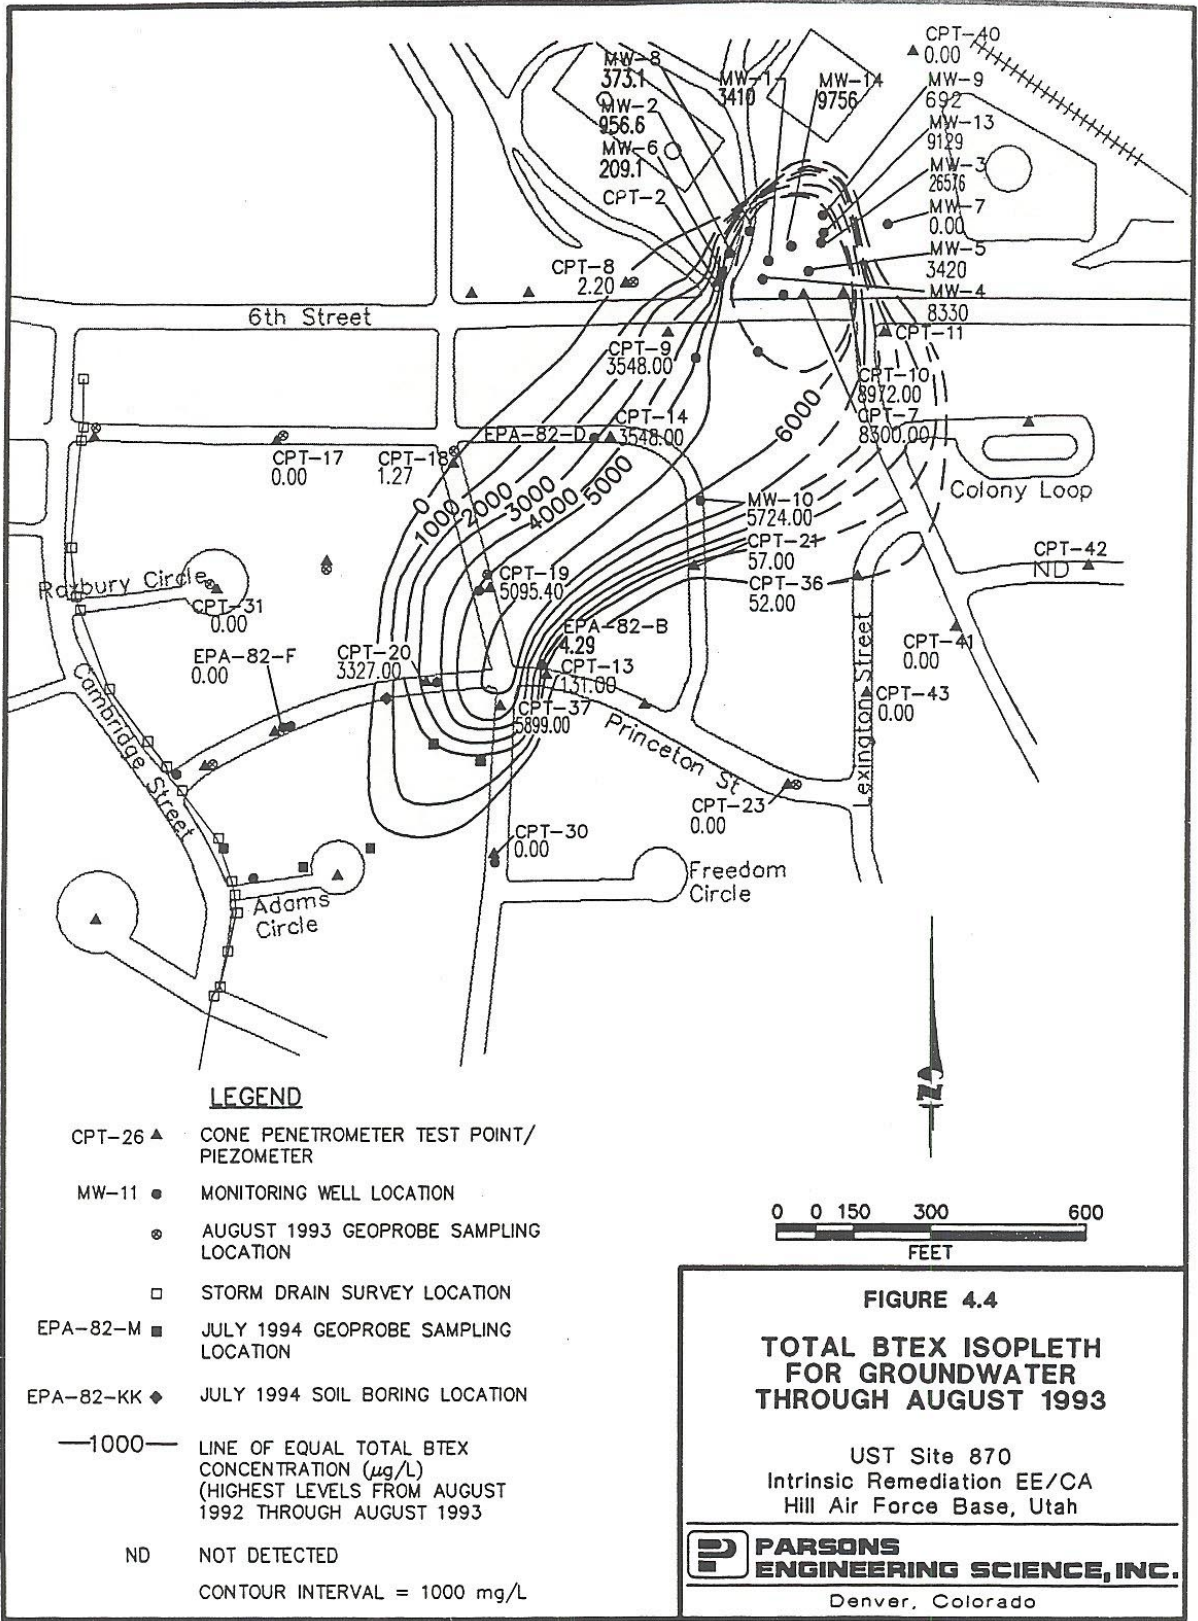 CPT-40
0.00
MW-8
373.1
MW-1
3410
MW-14
9756
MW-9
692
MW-2
956.6
MW-13
9129
MW-6
209.1
MW-3
26576
CPT-2
MW-7
0.00
MW-5
3420
CPT-8
2.20
MW-4
8330
6th Street
CPT-11
CPT-9
3548.00
CPT-10
8972.00
6000
CPT-14
3548.00
CPT-7
8300.00
EPA-82-D
CPT-17
0.00
CPT-18
1.27
0
1000
2000
3000
4000
5000
Colony Loop
MW-10
5724.00
CPT-21
57.00
CPT-42
ND
CPT-36
52.00
CPT-19
5095.40
Roxbury Circle
CPT-31
0.00
EPA-82-B
4.29
CPT-41
0.00
CPT-20
3327.00
EPA-82-F
0.00
CPT-13
7131.00
CPT-43
0.00
CPT-37
5899.00
Cambridge Street
Princeton St
Lexington Street
CPT-23
0.00
CPT-30
0.00
Freedom
Circle
Adams
Circle
N
LEGEND
CPT-26 CONE PENETROMETER TEST POINT/
PIEZOMETER
MW-11 MONITORING WELL LOCATION
AUGUST 1993 GEOPROBE SAMPLING
LOCATION
STORM DRAIN SURVEY LOCATION
EPA-82-M JULY 1994 GEOPROBE SAMPLING
LOCATION
EPA-82-KK JULY 1994 SOIL BORING LOCATION
1000 LINE OF EQUAL TOTAL BTEX
CONCENTRATION (µg/L)
(HIGHEST LEVELS FROM AUGUST
1992 THROUGH AUGUST 1993
ND NOT DETECTED
CONTOUR INTERVAL = 1000 mg/L
0 0 150 300 600
FEET
FIGURE 4.4
TOTAL BTEX ISOPLETH
FOR GROUNDWATER
THROUGH AUGUST 1993
UST Site 870
Intrinsic Remediation EE/CA
Hill Air Force Base, Utah
PARSONS
ENGINEERING SCIENCE, INC.
Denver, Colorado